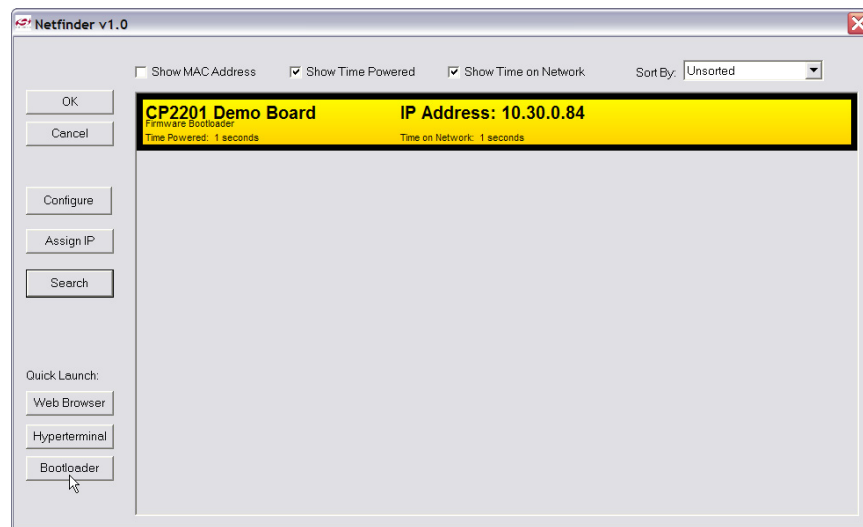 Netfinder v1.0
Show MAC Address Show Time Powered Show Time on Network Sort By: Unsorted
OK
Cancel
CP2201 Demo Board IP Address: 10.30.0.84
Firmware Bootloader
Time Powered: 1 seconds Time on Network: 1 seconds
Configure
Assign IP
Search
Quick Launch:
Web Browser
Hyperterminal
Bootloader